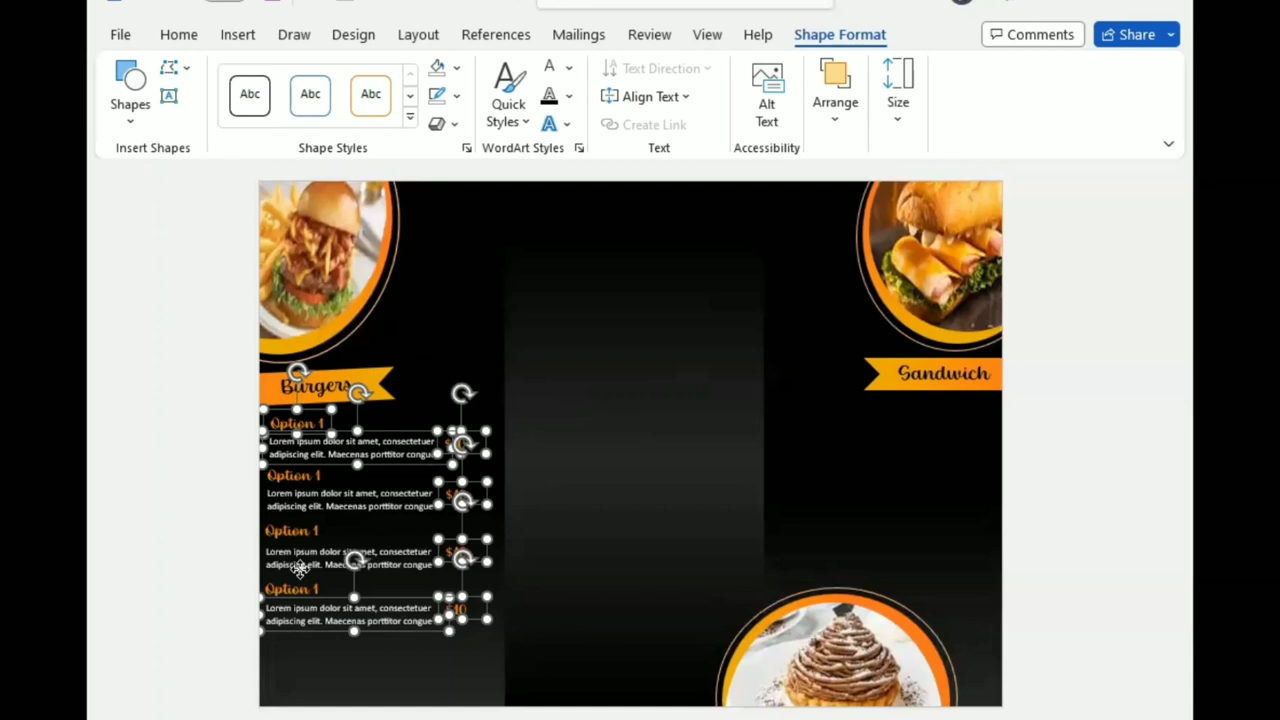 File Home Insert Draw Design Layout References Mailings Review View Help Shape Format Comments Share
Shapes
Insert Shapes
Abc Abc Abc
Shape Styles
Quick
Styles
A
A
A
WordArt Styles
Text Direction
Align Text
Create Link
Text
Alt
Text
Accessibility
Arrange
Size
Burgers
Sandwich
Option 1
Lorem ipsum dolor sit amet, consectetuer
adipiscing elit. Maecenas porttitor congue
Option 1
Lorem ipsum dolor sit amet, consectetuer
adipiscing elit. Maecenas porttitor congue
Option 1
Lorem ipsum dolor sit amet, consectetuer
adipiscing elit. Maecenas porttitor congue
Option 1
Lorem ipsum dolor sit amet, consectetuer
adipiscing elit. Maecenas porttitor congue